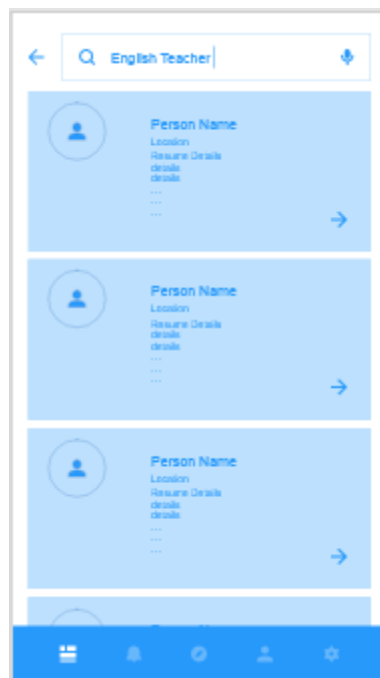 English Teacher
Person Name
Location
Resume Details
details
details
...
...
...
Person Name
Location
Resume Details
details
details
...
...
...
Person Name
Location
Resume Details
details
details
...
...
...